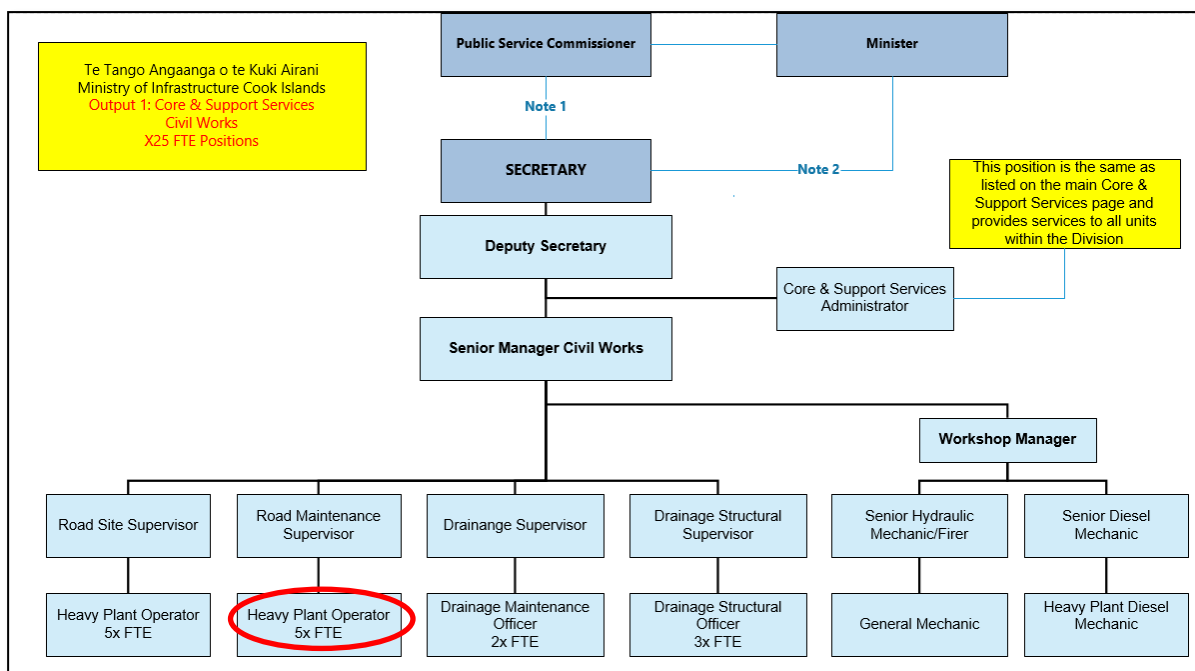 Public Service Commissioner
Minister
Te Tango Angaanga o te Kuki Airani
Ministry of Infrastructure Cook Islands
Output 1: Core & Support Services
Civil Works
X25 FTE Positions
Note 1
SECRETARY
Note 2
This position is the same as
listed on the main Core &
Support Services page and
provides services to all units
within the Division
Deputy Secretary
Core & Support Services
Administrator
Senior Manager Civil Works
Workshop Manager
Road Site Supervisor
Road Maintenance
Supervisor
Drainange Supervisor
Drainage Structural
Supervisor
Senior Hydraulic
Mechanic/Firer
Senior Diesel
Mechanic
Heavy Plant Operator
5x FTE
Heavy Plant Operator
5x FTE
Drainage Maintenance
Officer
2x FTE
Drainage Structural
Officer
3x FTE
General Mechanic
Heavy Plant Diesel
Mechanic